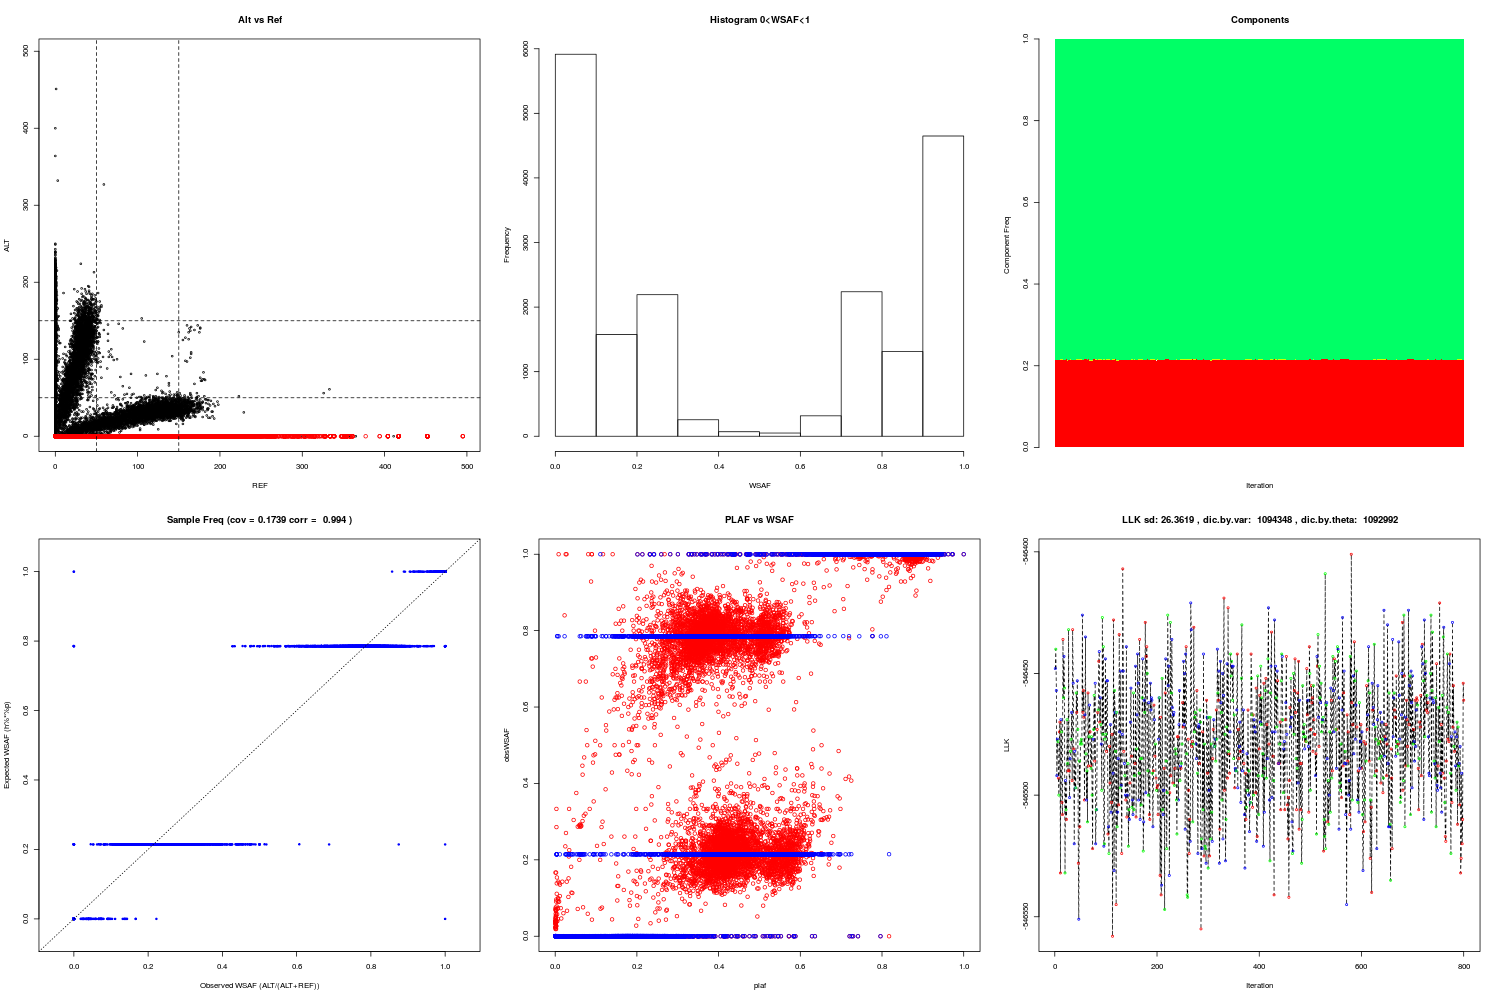 Alt vs Ref
ALT
500
400
300
200
100
0
0 100 200 300 400 500
REF
Histogram 0<WSAF<1
Frequency
6000
5000
4000
3000
2000
1000
0
0.0 0.2 0.4 0.6 0.8 1.0
WSAF
Components
Component Freq
1.0
0.8
0.6
0.4
0.2
0.0
Iteration
Sample Freq (cov = 0.1739 corr = 0.994 )
Expected WSAF (h%*%p)
1.0
0.8
0.6
0.4
0.2
0.0
0.0 0.2 0.4 0.6 0.8 1.0
Observed WSAF (ALT/(ALT+REF))
PLAF vs WSAF
obsWSAF
1.0
0.8
0.6
0.4
0.2
0.0
0.0 0.2 0.4 0.6 0.8 1.0
plaf
LLK sd: 26.3619 , dic.by.var: 1094348 , dic.by.theta: 1092992
LLK
-546400
-546450
-546500
-546550
0 200 400 600 800
Iteration